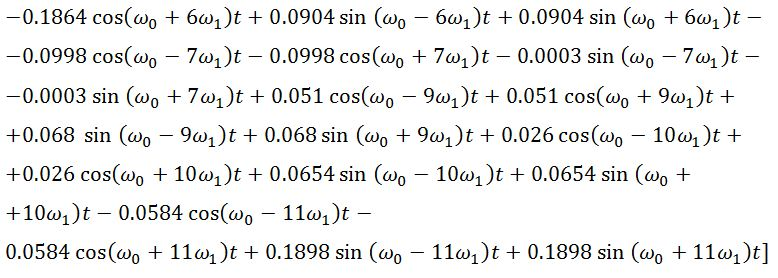 −0.1864 cos(ω₀ + 6ω₁)t + 0.0904 sin (ω₀ − 6ω₁)t + 0.0904 sin (ω₀ + 6ω₁)t −
−0.0998 cos(ω₀ − 7ω₁)t − 0.0998 cos(ω₀ + 7ω₁)t − 0.0003 sin (ω₀ − 7ω₁)t −
−0.0003 sin (ω₀ + 7ω₁)t + 0.051 cos(ω₀ − 9ω₁)t + 0.051 cos(ω₀ + 9ω₁)t +
+0.068 sin (ω₀ − 9ω₁)t + 0.068 sin (ω₀ + 9ω₁)t + 0.026 cos(ω₀ − 10ω₁)t +
+0.026 cos(ω₀ + 10ω₁)t + 0.0654 sin (ω₀ − 10ω₁)t + 0.0654 sin (ω₀ +
+10ω₁)t − 0.0584 cos(ω₀ − 11ω₁)t −
0.0584 cos(ω₀ + 11ω₁)t + 0.1898 sin (ω₀ − 11ω₁)t + 0.1898 sin (ω₀ + 11ω₁)t]